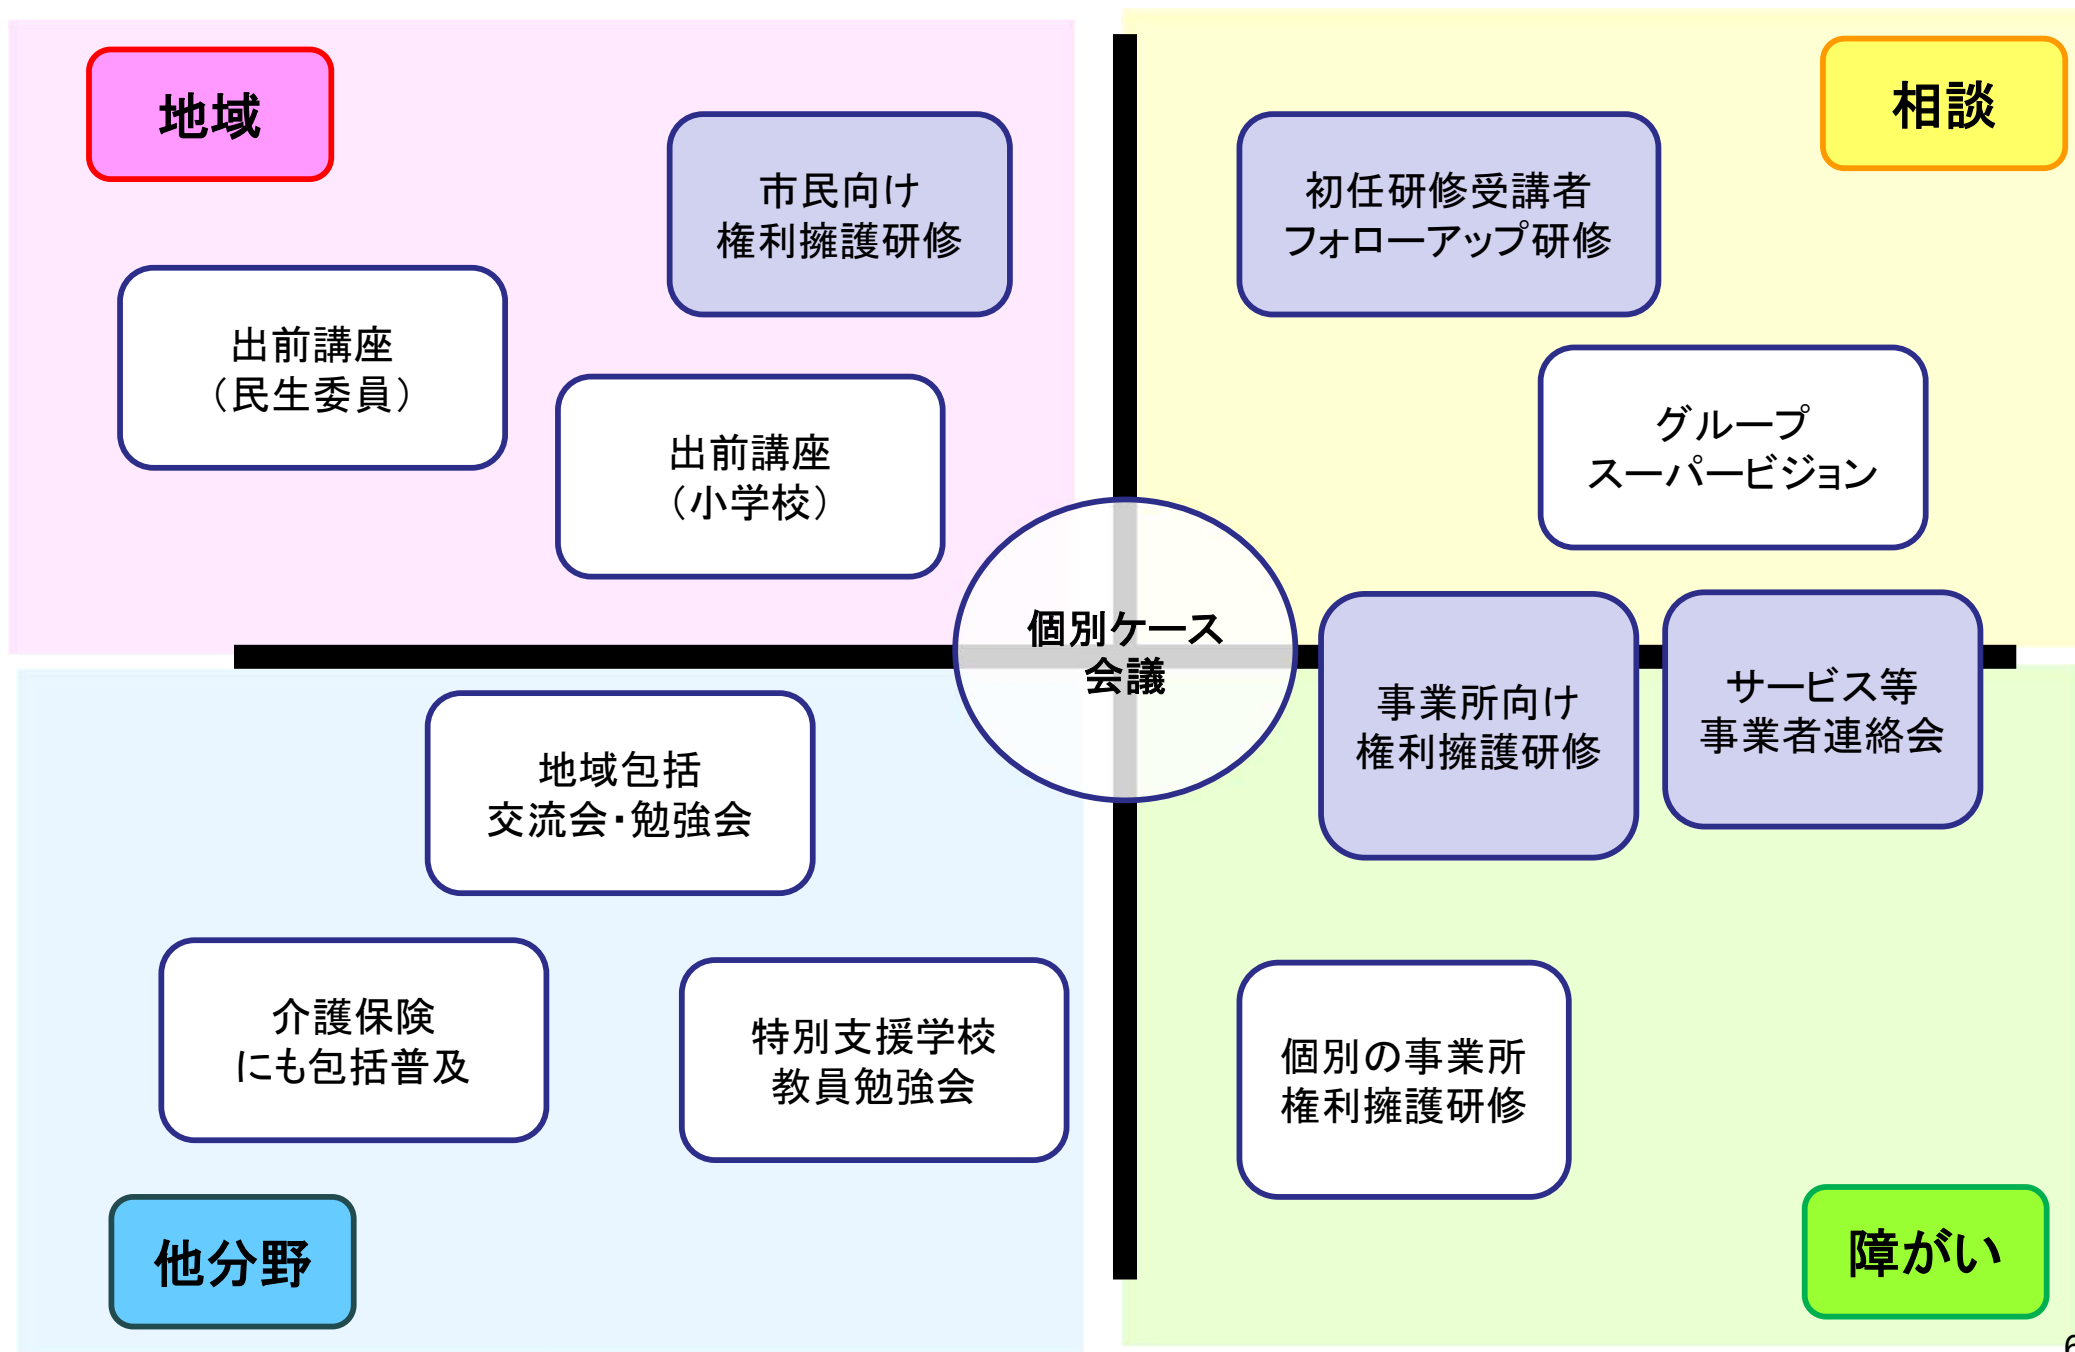 地域
市民向け
権利擁護研修
出前講座
（民生委員）
出前講座
（小学校）
相談
初任研修受講者
フォローアップ研修
グループ
スーパービジョン
個別ケース
会議
事業所向け
権利擁護研修
サービス等
事業者連絡会
地域包括
交流会・勉強会
介護保険
にも包括普及
特別支援学校
教員勉強会
他分野
個別の事業所
権利擁護研修
障がい
6